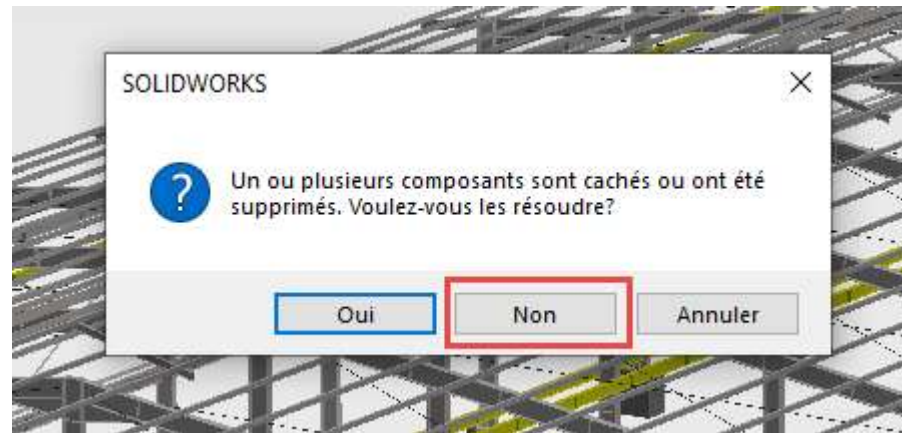 SOLIDWORKS
Un ou plusieurs composants sont cachés ou ont été
supprimés. Voulez-vous les résoudre?
Oui
Non
Annuler